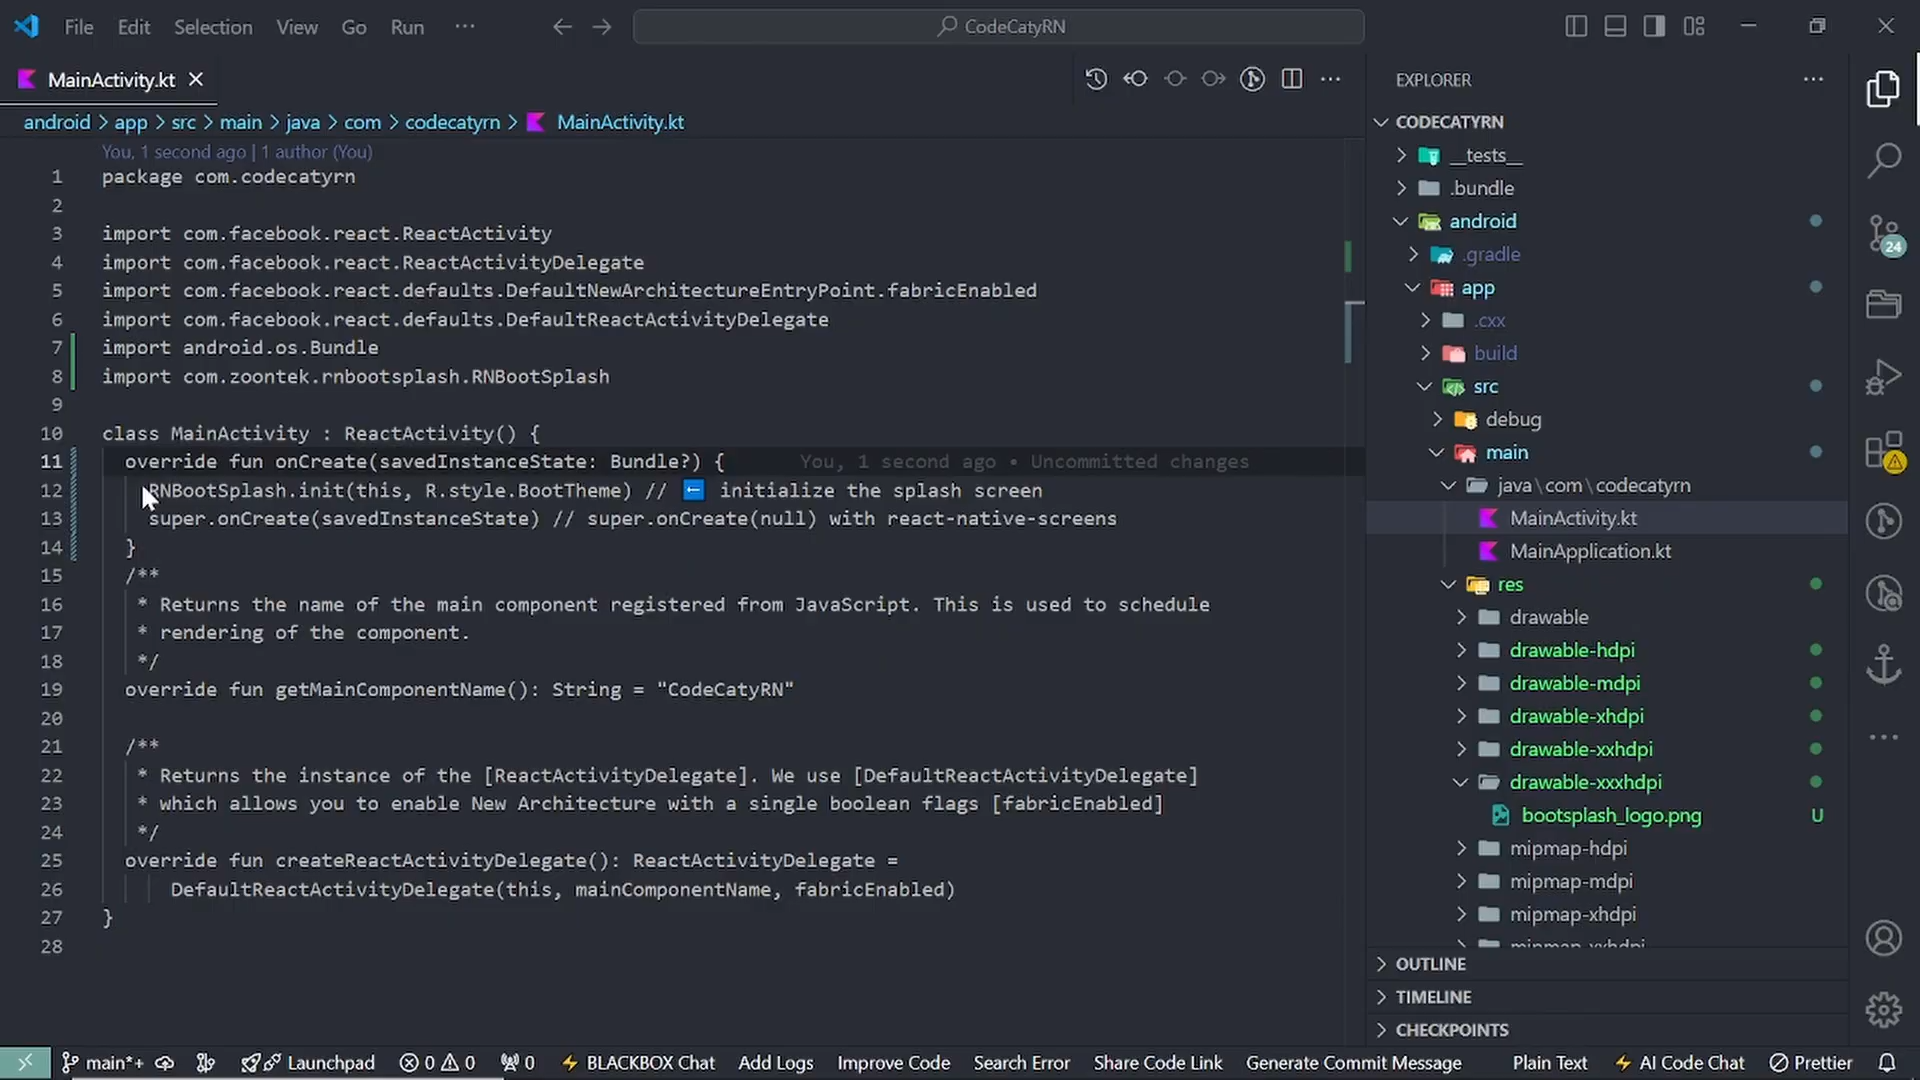 File Edit Selection View Go Run ··· CodeCatyRN
MainActivity.kt
android > app > src > main > java > com > codecatyrn > MainActivity.kt
You, 1 second ago | 1 author (You)
1 package com.codecatyrn
2
3 import com.facebook.react.ReactActivity
4 import com.facebook.react.ReactActivityDelegate
5 import com.facebook.react.defaults.DefaultNewArchitectureEntryPoint.fabricEnabled
6 import com.facebook.react.defaults.DefaultReactActivityDelegate
7 import android.os.Bundle
8 import com.zoontek.rnbootsplash.RNBootSplash
9
10 class MainActivity : ReactActivity() {
11 override fun onCreate(savedInstanceState: Bundle?) { You, 1 second ago • Uncommitted changes
12 RNBootSplash.init(this, R.style.BootTheme) // ⬅️ initialize the splash screen
13 super.onCreate(savedInstanceState) // super.onCreate(null) with react-native-screens
14 }
15 /**
16 * Returns the name of the main component registered from JavaScript. This is used to schedule
17 * rendering of the component.
18 */
19 override fun getMainComponentName(): String = "CodeCatyRN"
20
21 /**
22 * Returns the instance of the [ReactActivityDelegate]. We use [DefaultReactActivityDelegate]
23 * which allows you to enable New Architecture with a single boolean flags [fabricEnabled]
24 */
25 override fun createReactActivityDelegate(): ReactActivityDelegate =
26 DefaultReactActivityDelegate(this, mainComponentName, fabricEnabled)
27 }
28
EXPLORER
CODECATYRN
__tests__
.bundle
android
.gradle
app
.cxx
build
src
debug
main
java\com\codecatyrn
MainActivity.kt
MainApplication.kt
res
drawable
drawable-hdpi
drawable-mdpi
drawable-xhdpi
drawable-xxhdpi
drawable-xxxhdpi
bootsplash_logo.png U
mipmap-hdpi
mipmap-mdpi
mipmap-xhdpi
mipmap-xxhdpi
OUTLINE
TIMELINE
CHECKPOINTS
24
main*+ Launchpad 0 0 0 BLACKBOX Chat Add Logs Improve Code Search Error Share Code Link Generate Commit Message Plain Text AI Code Chat Prettier